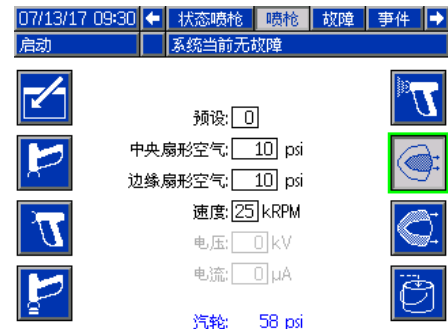 07/13/17 09:30 状态喷枪 喷枪 故障 事件
启动 系统当前无故障
预设: 0
中央扇形空气: 10 psi
边缘扇形空气: 10 psi
速度: 25 kRPM
电压: 0 kV
电流: 0 μA
汽轮: 58 psi